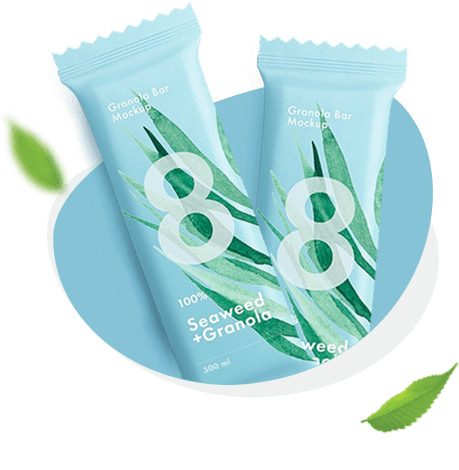 Granola Bar
Mockup
8
100%
Seaweed
+Granola
500 ml
Granola Bar
Mockup
8
weed